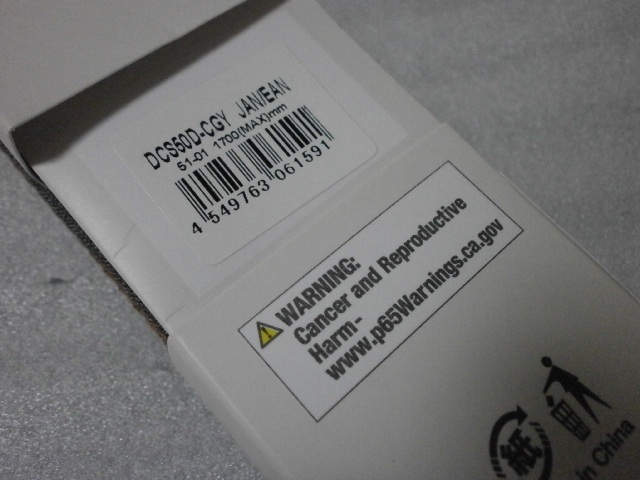 DCS50D-CGY JAN/EAN
51-01 1700(MAX)mm
4 549763 061591
WARNING:
Cancer and Reproductive
Harm-
www.p65Warnings.ca.gov
紙
in China